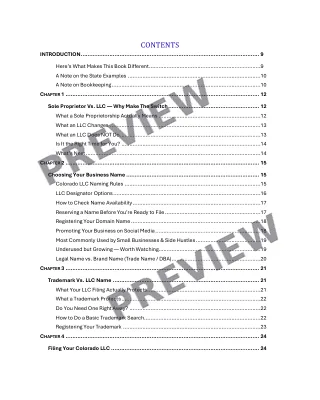 CONTENTS
INTRODUCTION 9
Here's What Makes This Book Different 9
A Note on the State Examples 10
A Note on Bookkeeping 10
CHAPTER 1 12
Sole Proprietor Vs. LLC — Why Make The Switch 12
What a Sole Proprietorship Actually Means 12
What an LLC Changes 13
What an LLC Does NOT Do 13
Is It the Right Time for You? 14
What's Next 14
CHAPTER 2 15
Choosing Your Business Name 15
Colorado LLC Naming Rules 15
LLC Designator Options 16
How to Check Name Availability 17
Reserving a Name Before You're Ready to File 17
Registering Your Domain Name 18
Promoting Your Business on Social Media 18
Most Commonly Used by Small Businesses & Side Hustles 19
Underused but Growing — Worth Watching 19
Legal Name vs. Brand Name (Trade Name / DBA) 20
CHAPTER 3 21
Trademark Vs. LLC Name 21
What Your LLC Filing Actually Protects 21
What a Trademark Protects 22
Do You Need One Right Away? 22
How to Do a Basic Trademark Search 22
Registering Your Trademark 23
CHAPTER 4 24
Filing Your Colorado LLC 24
PREVIEW
PREVIEW